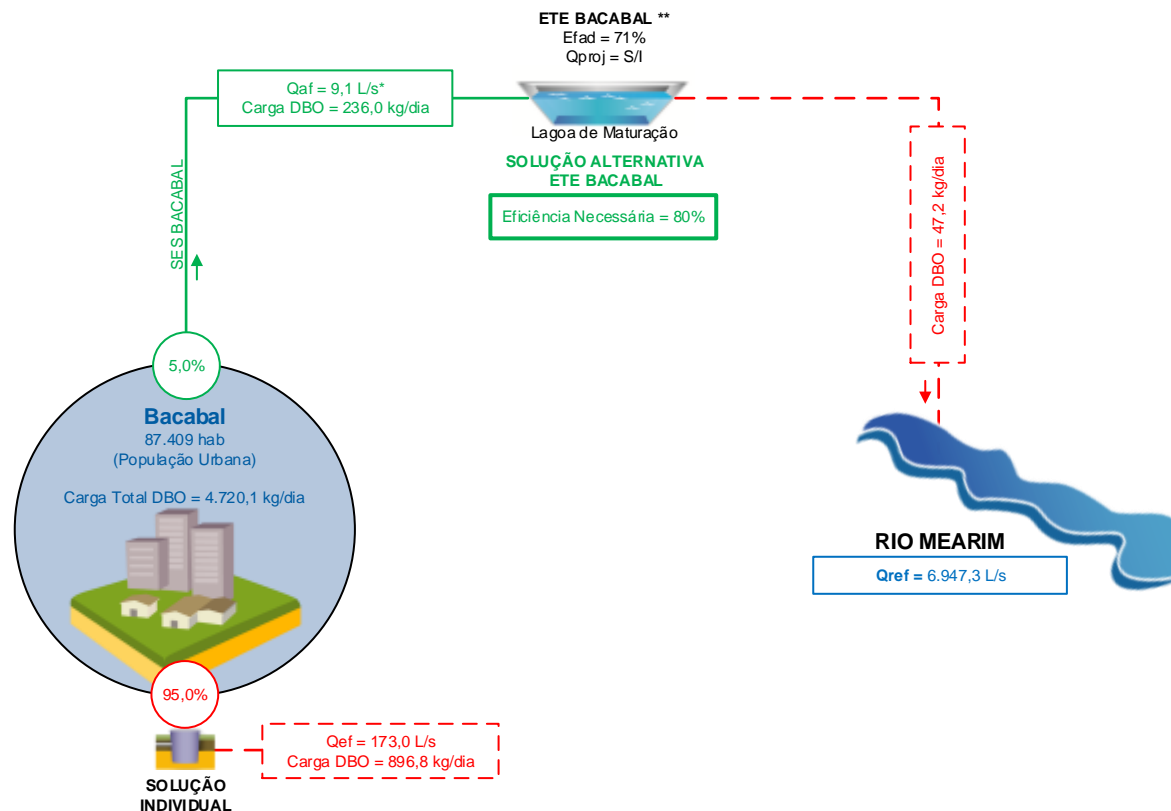 ETE BACABAL **
Efad = 71%
Qproj = S/I
Qaf = 9,1 L/s*
Carga DBO = 236,0 kg/dia
Lagoa de Maturação
SOLUÇÃO ALTERNATIVA
ETE BACABAL
Eficiência Necessária = 80%
SES BACABAL
Carga DBO = 47,2 kg/dia
5,0%
Bacabal
87.409 hab
(População Urbana)
Carga Total DBO = 4.720,1 kg/dia
RIO MEARIM
Qref = 6.947,3 L/s
95,0%
Qef = 173,0 L/s
Carga DBO = 896,8 kg/dia
SOLUÇÃO
INDIVIDUAL